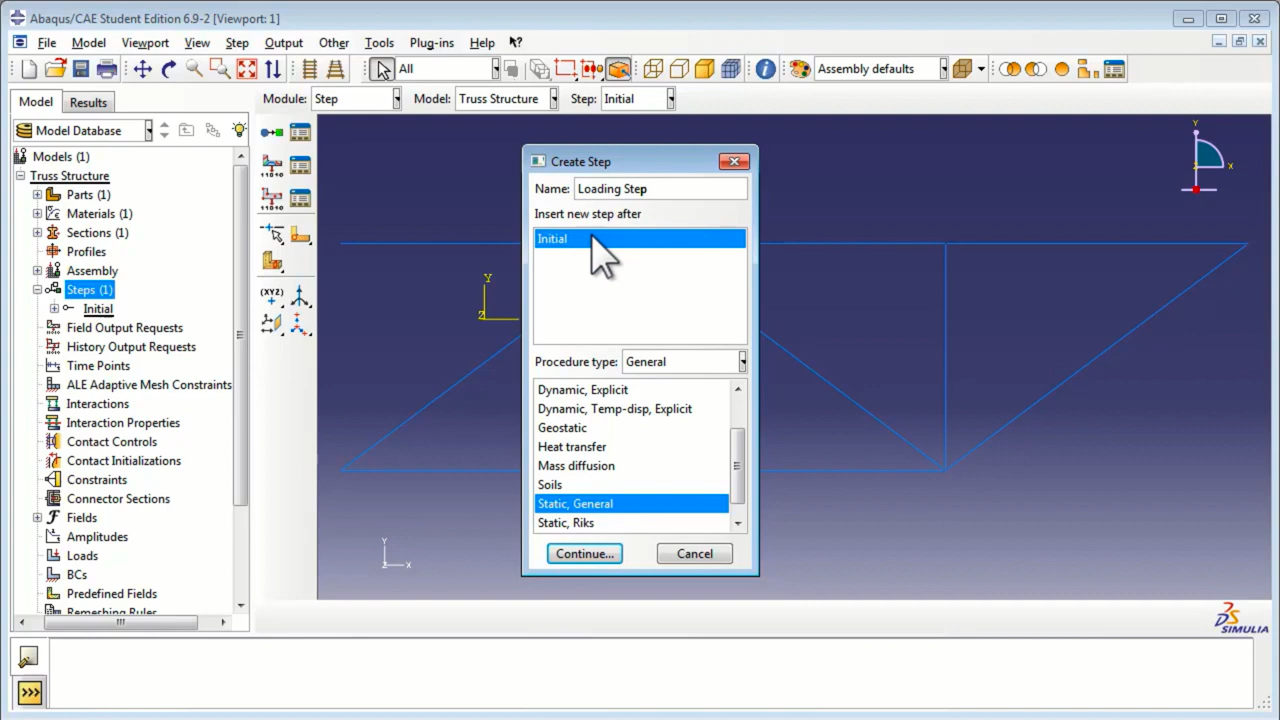 Abaqus/CAE Student Edition 6.9-2 [Viewport: 1]
File Model Viewport View Step Output Other Tools Plug-ins Help
All
Assembly defaults
Model Results
Module: Step Model: Truss Structure Step: Initial
Model Database
Models (1)
Truss Structure
Parts (1)
Materials (1)
Sections (1)
Profiles
Assembly
Steps (1)
Initial
Field Output Requests
History Output Requests
Time Points
ALE Adaptive Mesh Constraints
Interactions
Interaction Properties
Contact Controls
Contact Initializations
Constraints
Connector Sections
Fields
Amplitudes
Loads
BCs
Predefined Fields
Remeshing Rules
(XYZ)
Create Step
Name: Loading Step
Insert new step after
Initial
Procedure type: General
Dynamic, Explicit
Dynamic, Temp-disp, Explicit
Geostatic
Heat transfer
Mass diffusion
Soils
Static, General
Static, Riks
Continue... Cancel
Y
X
Z
Y
Z
Y
Z
X
SIMULIA
>>>